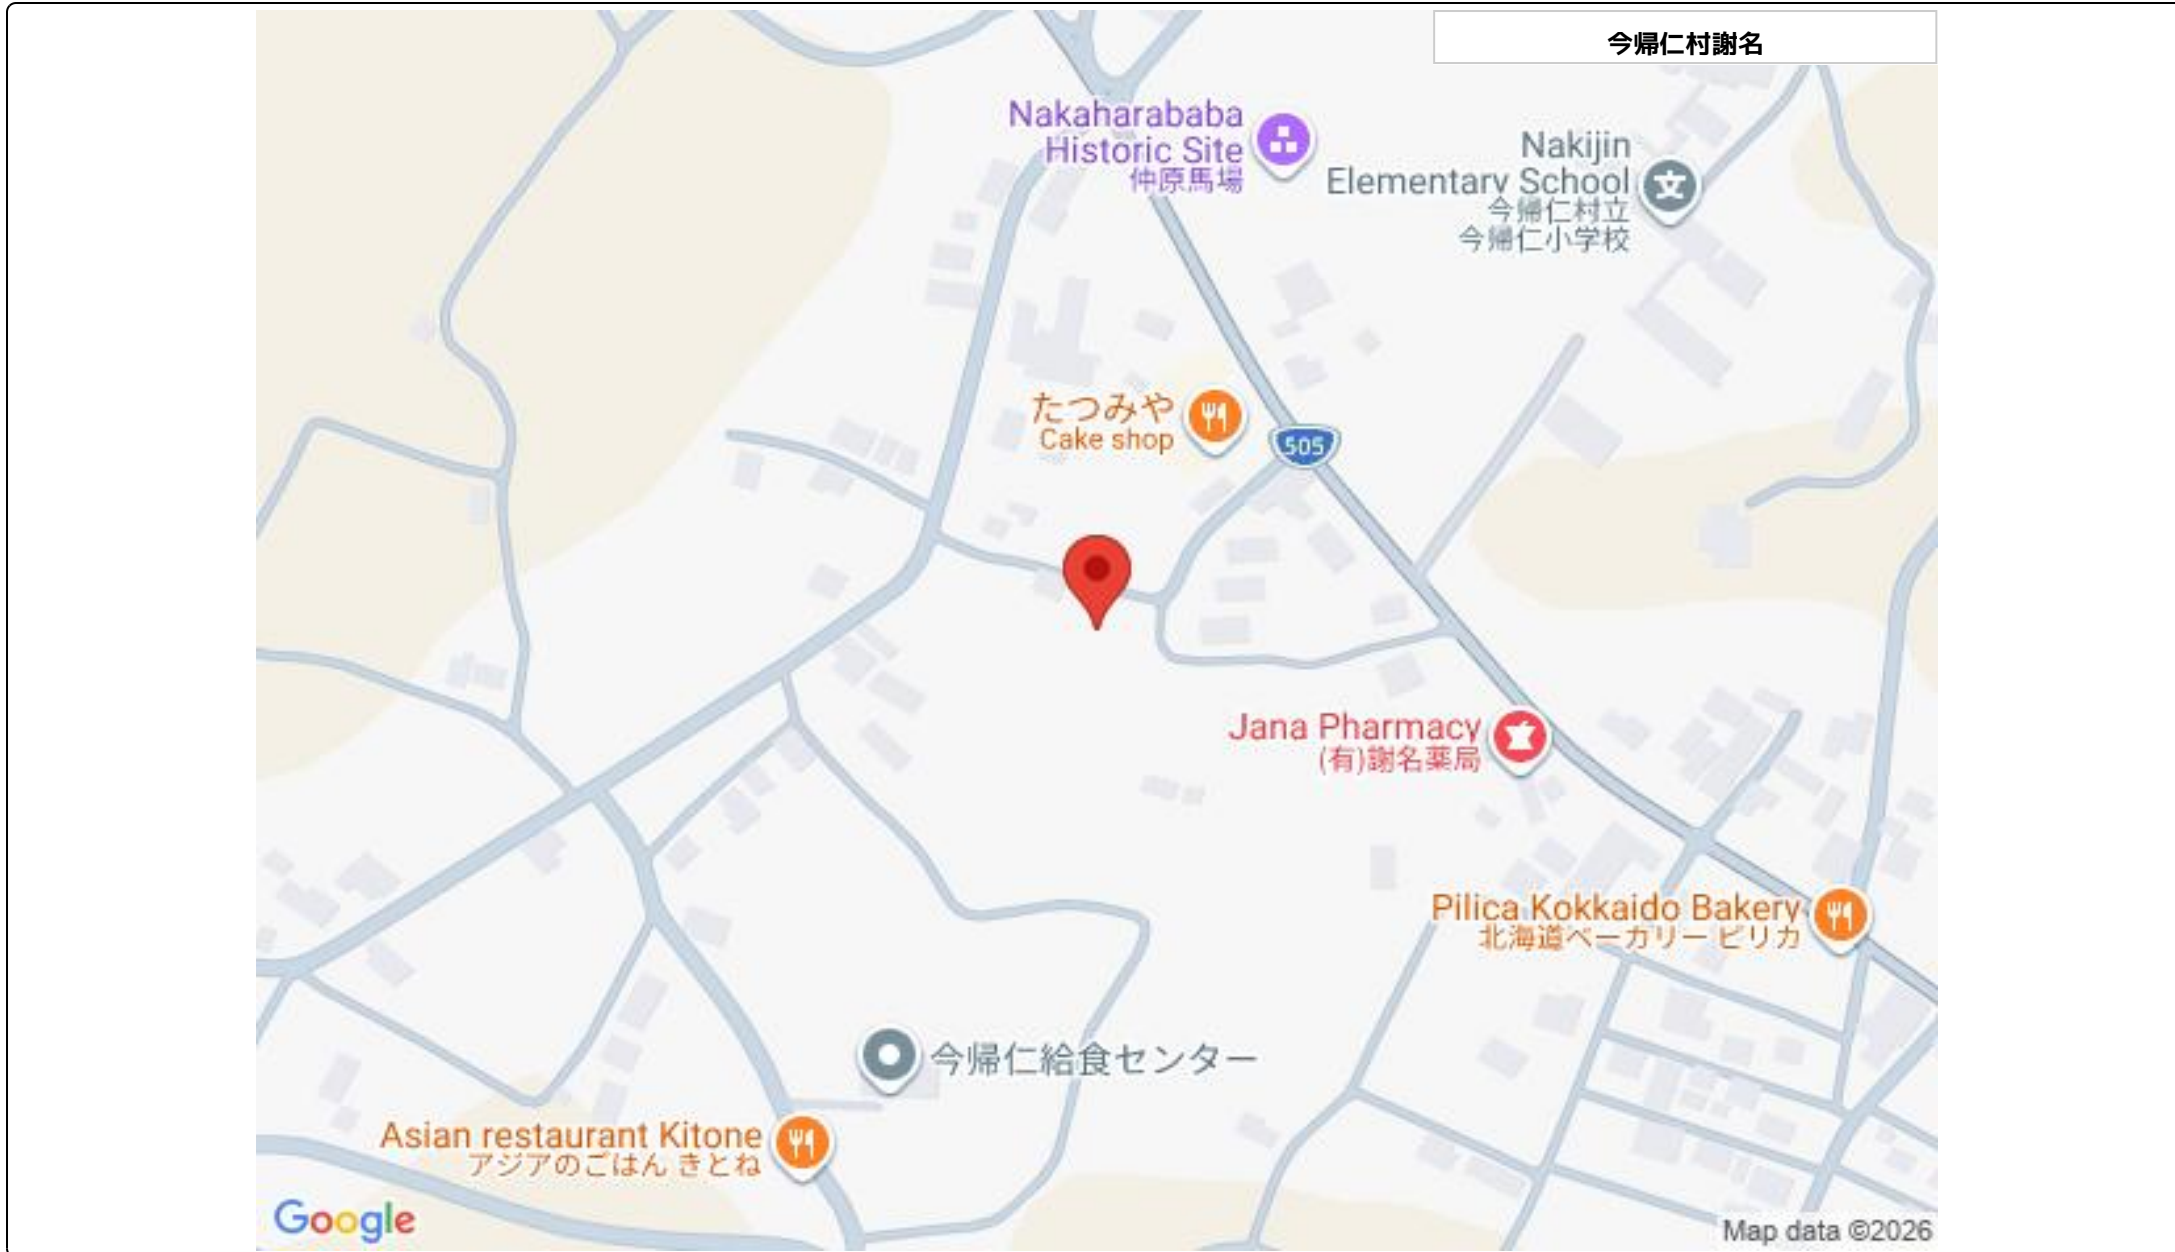 今帰仁村謝名
Nakaharababa
Historic Site
仲原馬場
Nakijin
Elementary School
今帰仁村立
今帰仁小学校
たつみや
Cake shop
505
Jana Pharmacy
(有)謝名薬局
Pilica Kokkaido Bakery
北海道ベーカリー ピリカ
今帰仁給食センター
Asian restaurant Kitone
アジアのごはん きとね
Google
Map data ©2026